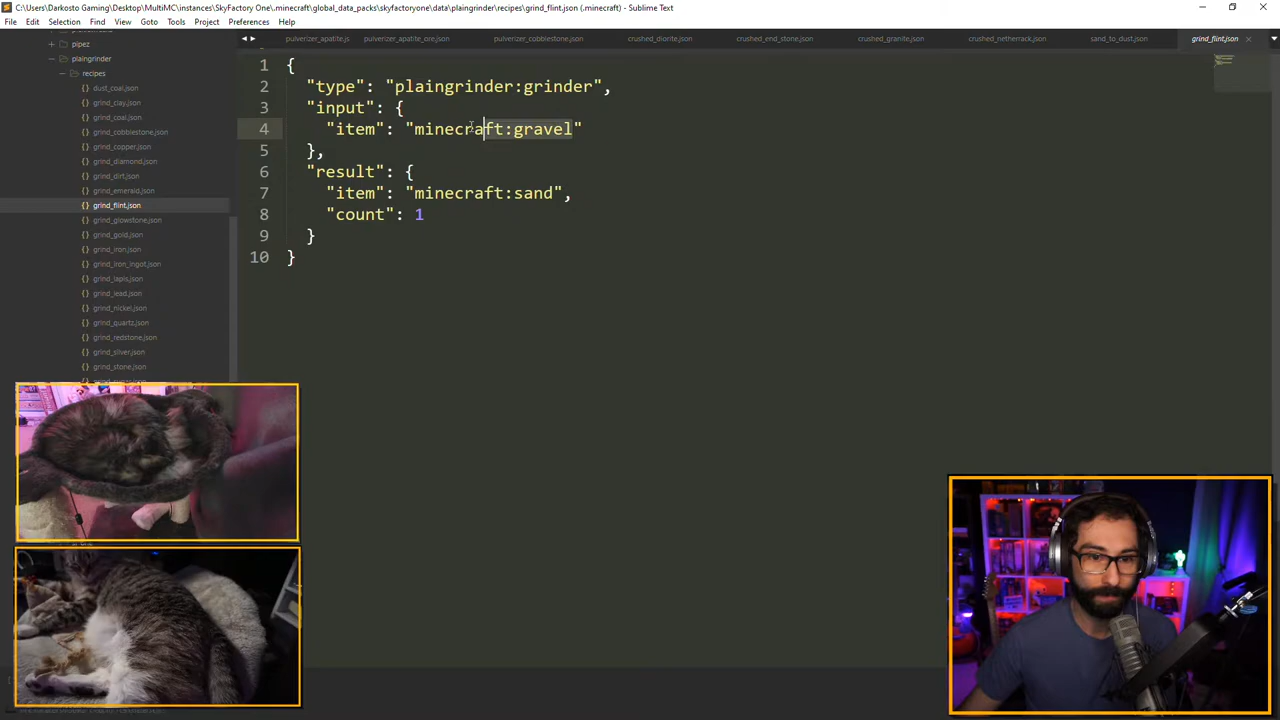 C:\Users\Darkosto Gaming\Desktop\MultiMC\instances\SkyFactory One\.minecraft\global_data_packs\skyfactoryone\data\plaingrinder\recipes\grind_flint.json (.minecraft) - Sublime Text
File Edit Selection Find View Goto Tools Project Preferences Help
pulverizer_apatite.js pulverizer_apatite_ore.json pulverizer_cobblestone.json crushed_diorite.json crushed_end_stone.json crushed_granite.json crushed_netherrack.json sand_to_dust.json grind_flint.json
pipez
plaingrinder
recipes
dust_coal.json
grind_clay.json
grind_coal.json
grind_cobblestone.json
grind_copper.json
grind_diamond.json
grind_dirt.json
grind_emerald.json
grind_flint.json
grind_glowstone.json
grind_gold.json
grind_iron.json
grind_iron_ingot.json
grind_lapis.json
grind_lead.json
grind_nickel.json
grind_quartz.json
grind_redstone.json
grind_silver.json
grind_stone.json
1 {
2 "type": "plaingrinder:grinder",
3 "input": {
4 "item": "minecraft:gravel"
5 },
6 "result": {
7 "item": "minecraft:sand",
8 "count": 1
9 }
10 }